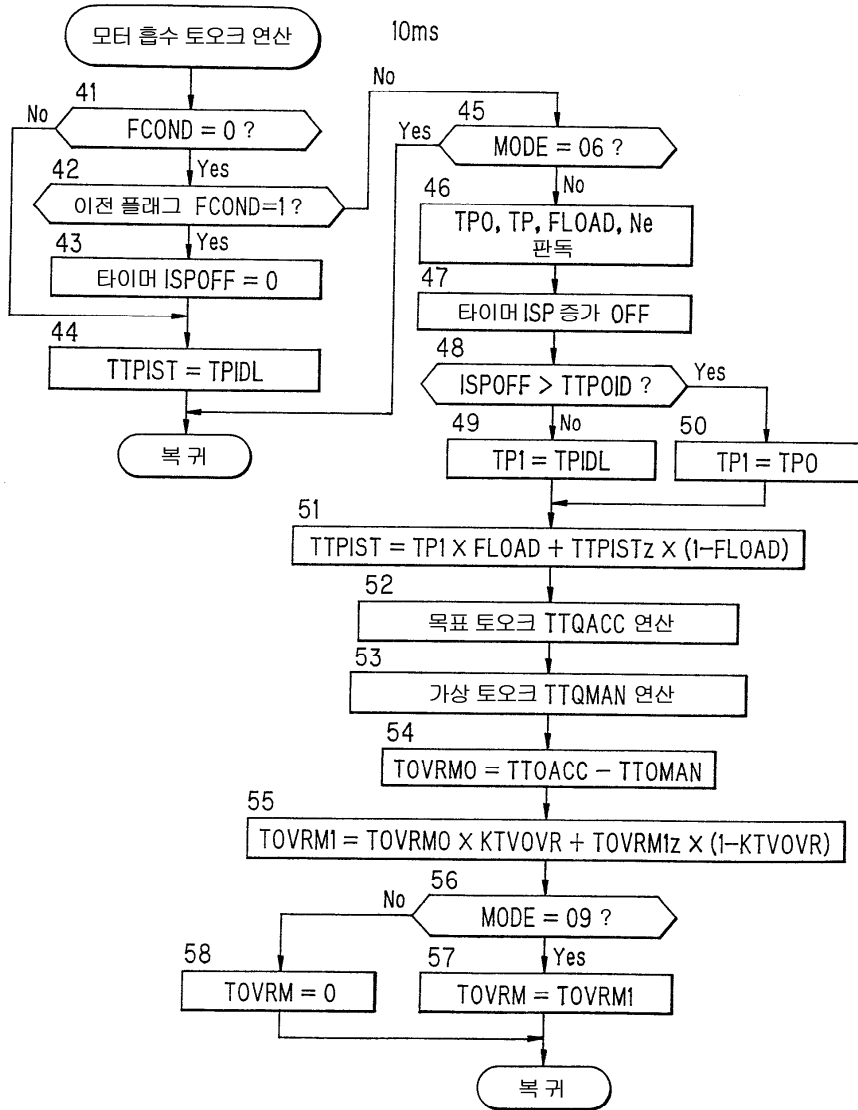 모터 흡수 토오크 연산
10ms
41
FCOND = 0 ?
No
Yes
42
이전 플래그 FCOND=1?
No
Yes
43
타이머 ISPOFF = 0
44
TTPIST = TPIDL
복귀
45
MODE = 06 ?
Yes
No
46
TPO, TP, FLOAD, Ne
판독
47
타이머 ISP 증가 OFF
48
ISPOFF > TTPOID ?
Yes
No
49
TP1 = TPIDL
50
TP1 = TPO
51
TTPIST = TP1 X FLOAD + TTPISTz X (1-FLOAD)
52
목표 토오크 TTQACC 연산
53
가상 토오크 TTQMAN 연산
54
TOVRMO = TTOACC - TTOMAN
55
TOVRM1 = TOVRMO X KTVOVR + TOVRM1z X (1-KTVOVR)
56
MODE = 09 ?
No
Yes
58
TOVRM = 0
57
TOVRM = TOVRM1
복귀